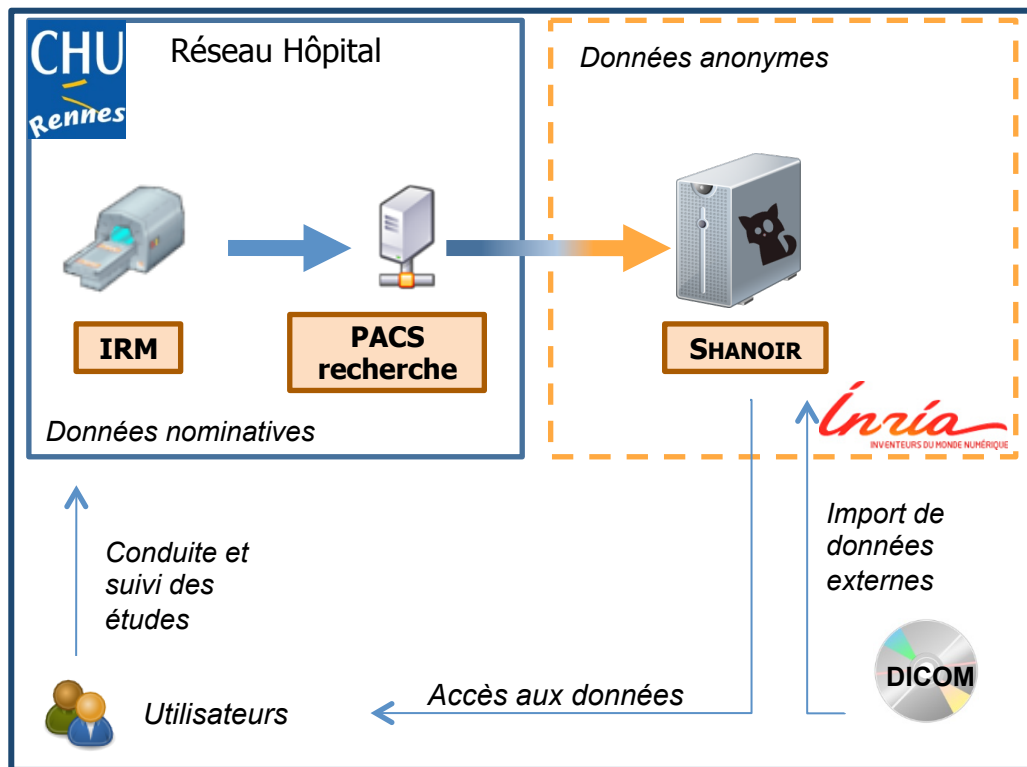 CHU
Rennes
Réseau Hôpital
Données anonymes
IRM
PACS
recherche
SHANOIR
Données nominatives
Inria
INVENTEURS DU MONDE NUMÉRIQUE
Conduite et
suivi des
études
Import de
données
externes
DICOM
Utilisateurs
Accès aux données